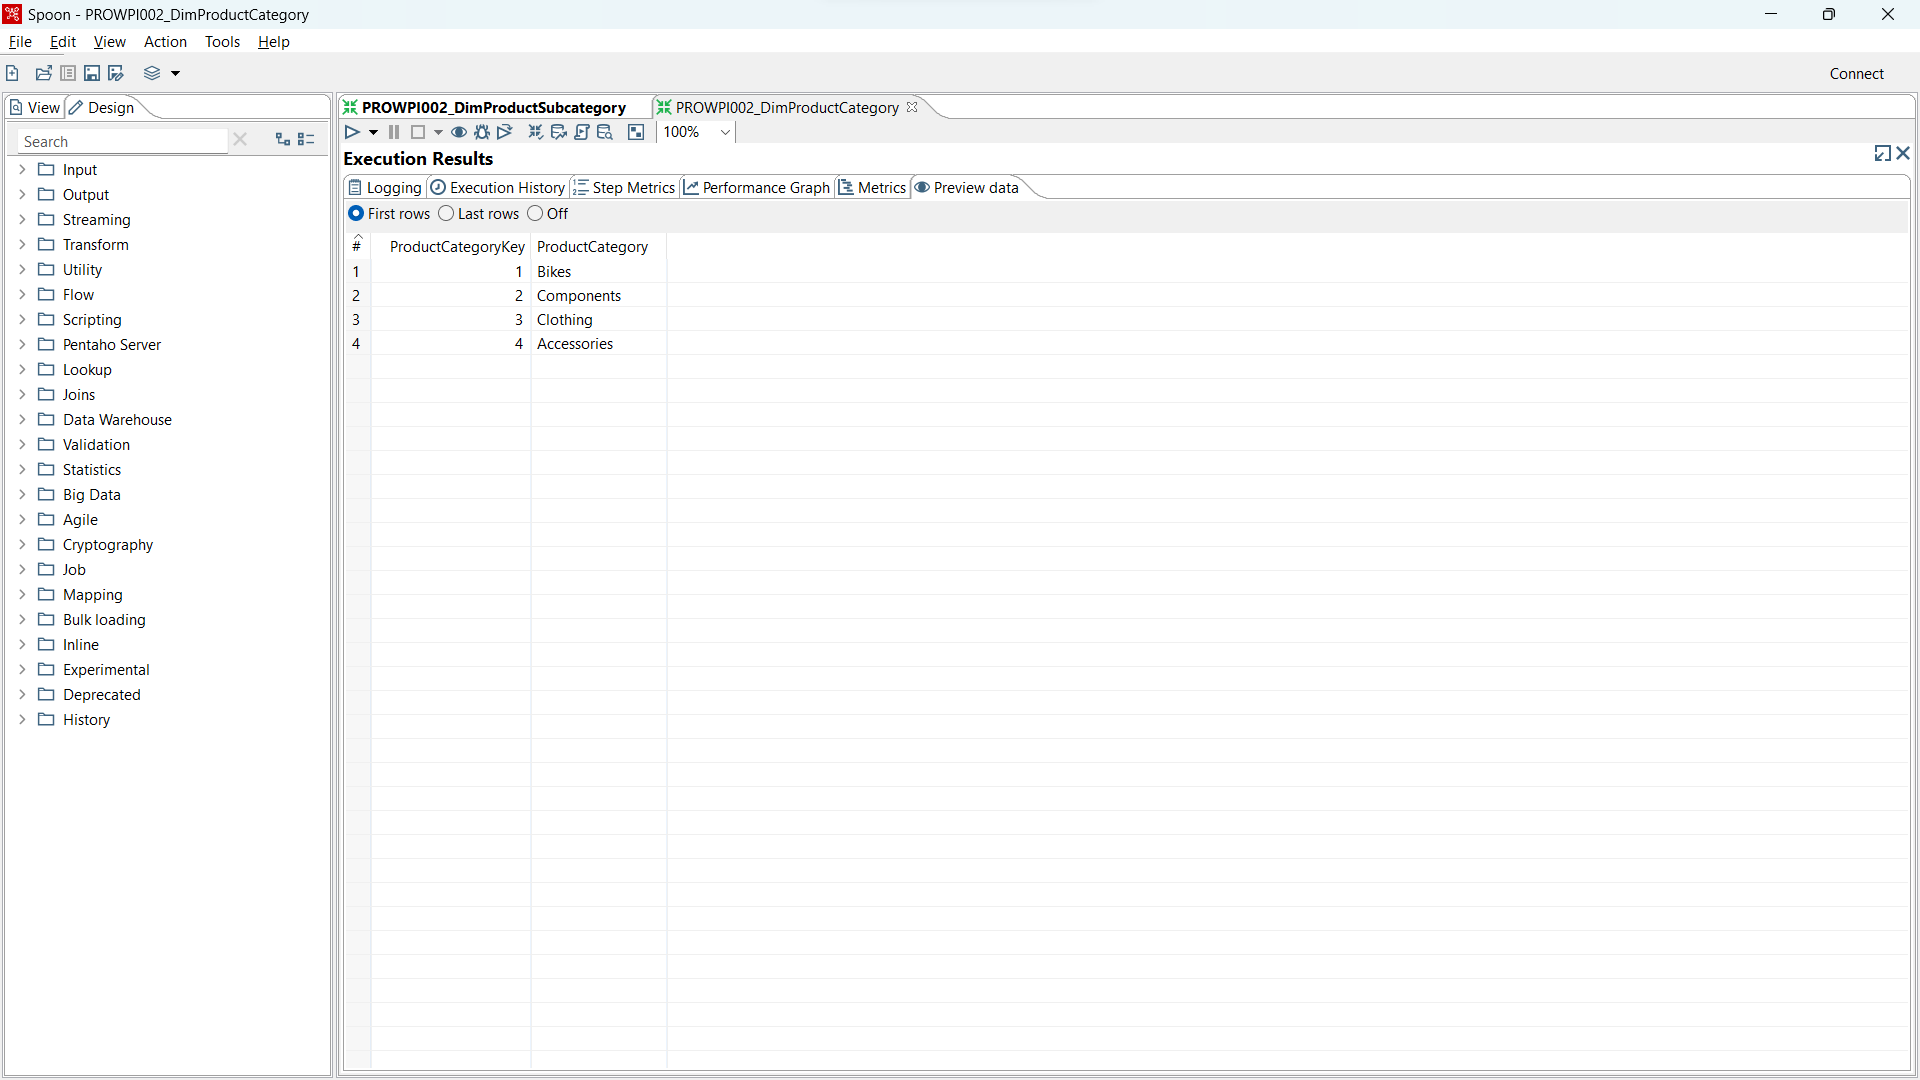 Spoon - PROWPI002_DimProductCategory
File Edit View Action Tools Help
Connect
View Design
PROWPI002_DimProductSubcategory PROWPI002_DimProductCategory
100%
Search
Execution Results
Logging Execution History Step Metrics Performance Graph Metrics Preview data
First rows Last rows Off
# ProductCategoryKey ProductCategory
1 1 Bikes
2 2 Components
3 3 Clothing
4 4 Accessories
Input
Output
Streaming
Transform
Utility
Flow
Scripting
Pentaho Server
Lookup
Joins
Data Warehouse
Validation
Statistics
Big Data
Agile
Cryptography
Job
Mapping
Bulk loading
Inline
Experimental
Deprecated
History